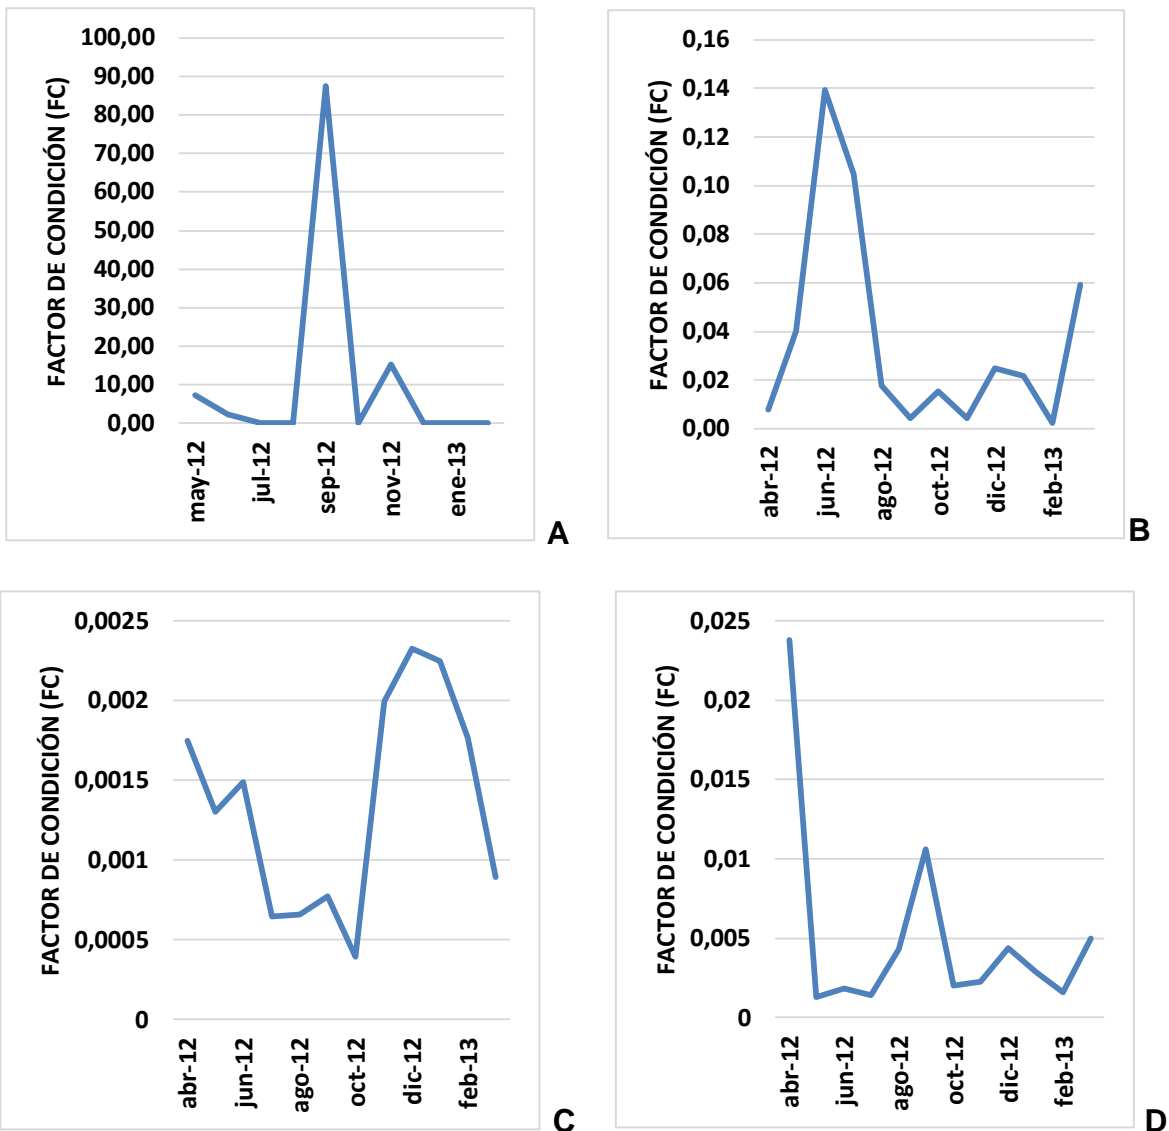 FACTOR DE CONDICIÓN (FC)
100,00
90,00
80,00
70,00
60,00
50,00
40,00
30,00
20,00
10,00
0,00
may-12
jul-12
sep-12
nov-12
ene-13
A
FACTOR DE CONDICIÓN (FC)
0,16
0,14
0,12
0,10
0,08
0,06
0,04
0,02
0,00
abr-12
jun-12
ago-12
oct-12
dic-12
feb-13
B
FACTOR DE CONDICIÓN (FC)
0,0025
0,002
0,0015
0,001
0,0005
0
abr-12
jun-12
ago-12
oct-12
dic-12
feb-13
C
FACTOR DE CONDICIÓN (FC)
0,025
0,02
0,015
0,01
0,005
0
abr-12
jun-12
ago-12
oct-12
dic-12
feb-13
D